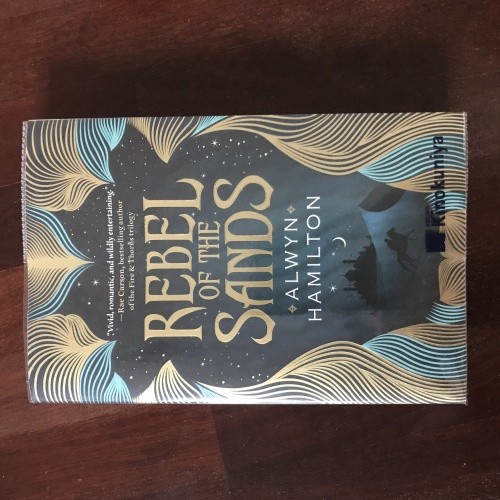 "Vivid, romantic, and wildly entertaining."
—Rae Carson, bestselling author
of the Fire & Thorns trilogy
REBEL
OF THE
SANDS
ALWYN
HAMILTON
Kinokuniya